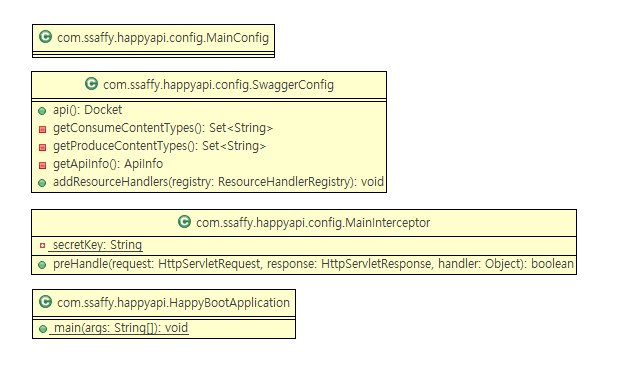 com.ssaffy.happyapi.config.MainConfig
com.ssaffy.happyapi.config.SwaggerConfig
api(): Docket
getConsumeContentTypes(): Set<String>
getProduceContentTypes(): Set<String>
getApiInfo(): ApiInfo
addResourceHandlers(registry: ResourceHandlerRegistry): void
com.ssaffy.happyapi.config.MainInterceptor
secretKey: String
preHandle(request: HttpServletRequest, response: HttpServletResponse, handler: Object): boolean
com.ssaffy.happyapi.HappyBootApplication
main(args: String[]): void